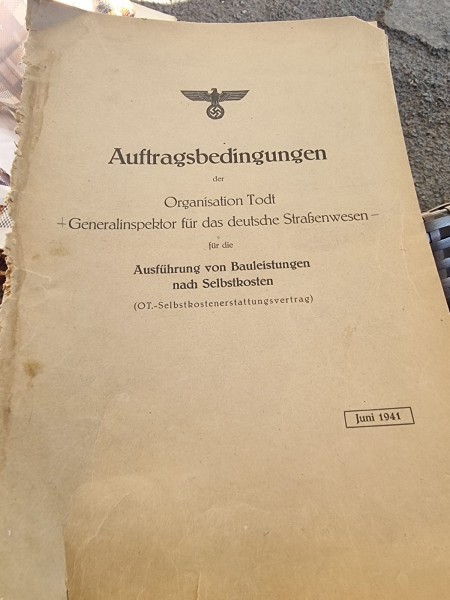 Auftragsbedingungen
der
Organisation Todt
– Generalinspektor für das deutsche Straßenwesen –
für die
Ausführung von Bauleistungen
nach Selbstkosten
(OT.-Selbstkostenerstattungsvertrag)
Juni 1941